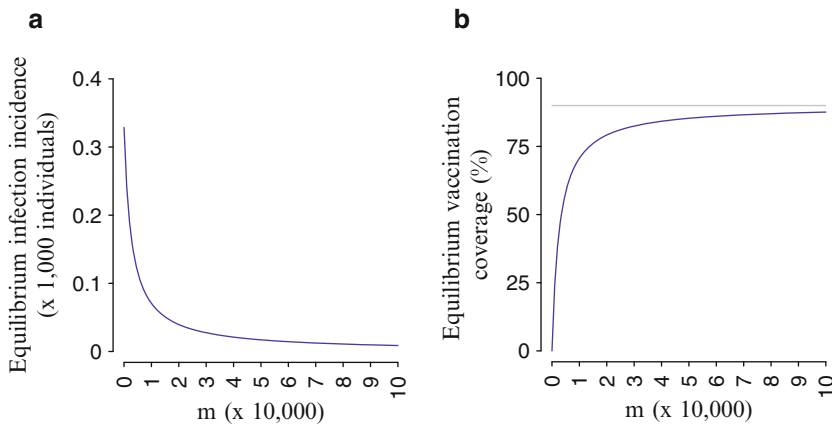 a
Equilibrium infection incidence
(x 1,000 individuals)
0.4
0.3
0.2
0.1
0
0 1 2 3 4 5 6 7 8 9 10
m (x 10,000)
b
Equilibrium vaccination
coverage (%)
100
75
50
25
0
0 1 2 3 4 5 6 7 8 9 10
m (x 10,000)